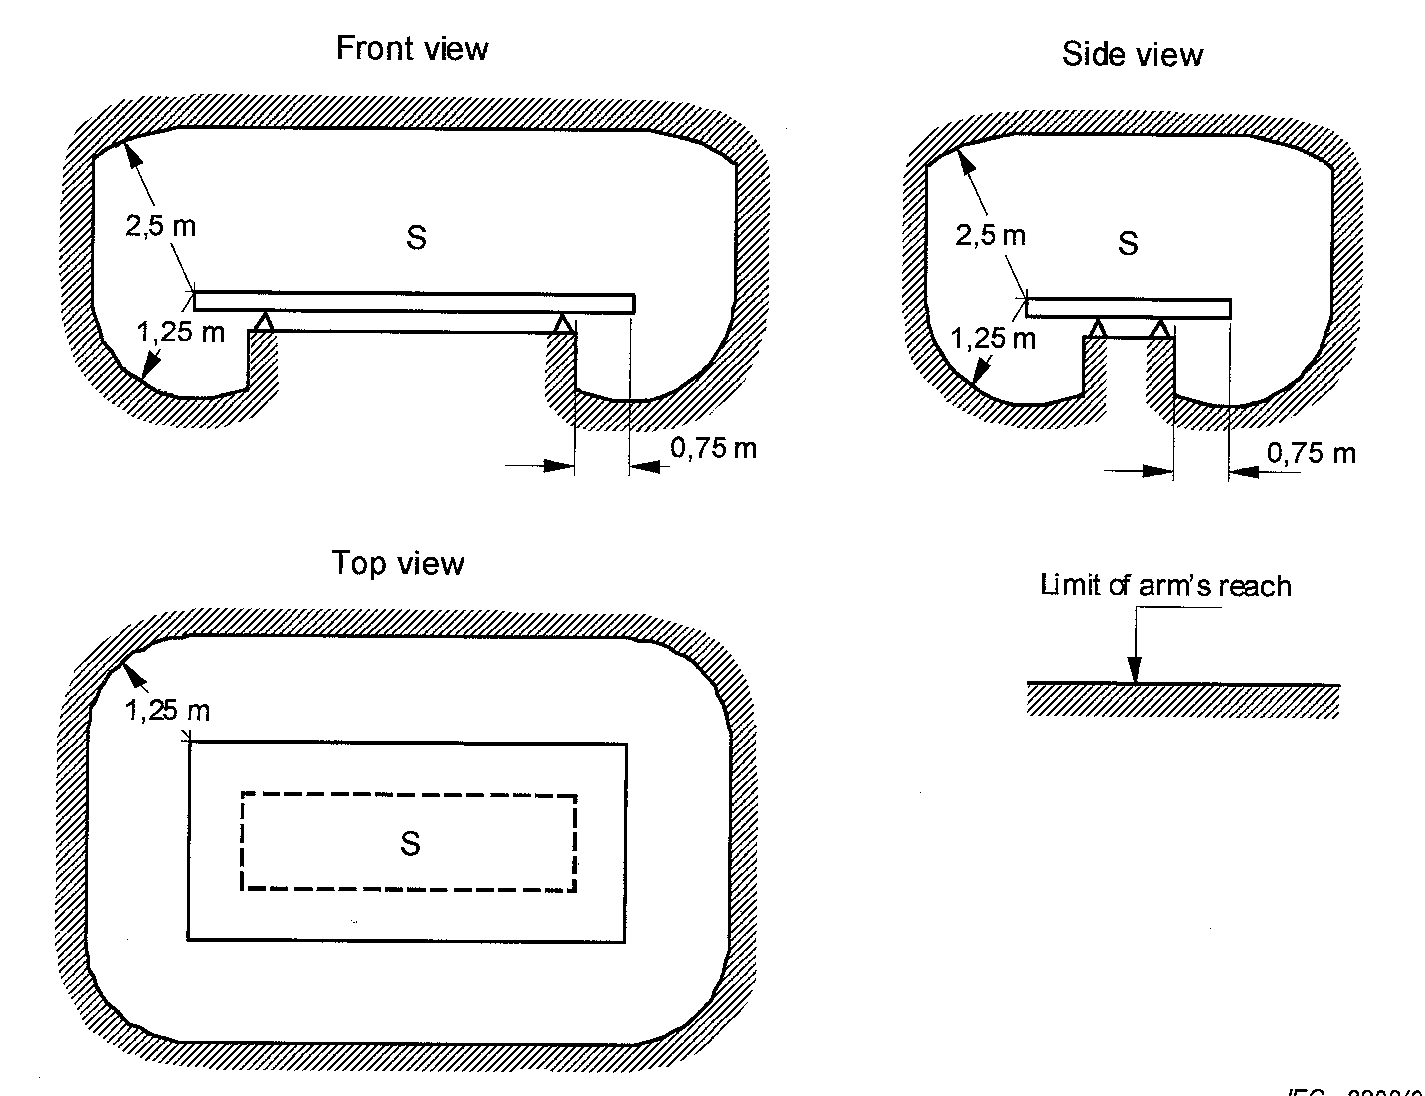 Front view
Side view
2,5 m
S
1,25 m
0,75 m
2,5 m
S
1,25 m
0,75 m
Top view
1,25 m
S
Limit of arm's reach